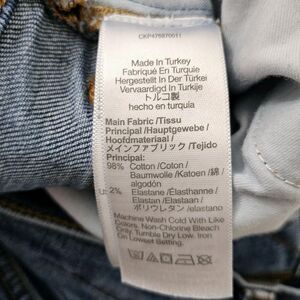 CKP476870011
Made In Turkey
Fabriqué En Turquie
Hergestellt In Der Türkei
Vervaardigd In Turkije
トルコ製
hecho en turquía
Main Fabric /Tissu
Principal /Hauptgewebe /
Hoofdmateriaal /
メインファブリック /Tejido
Principal:
98% Cotton /Coton /
Baumwolle /Katoen /綿 /
algodón
2% Elastane /Élasthanne /
Elastan /Elastaan /
ポリウレタン /elastano
Machine Wash Cold With Like
Colors. Non-Chlorine Bleach
Only. Tumble Dry Low. Iron
On Lowest Setting.